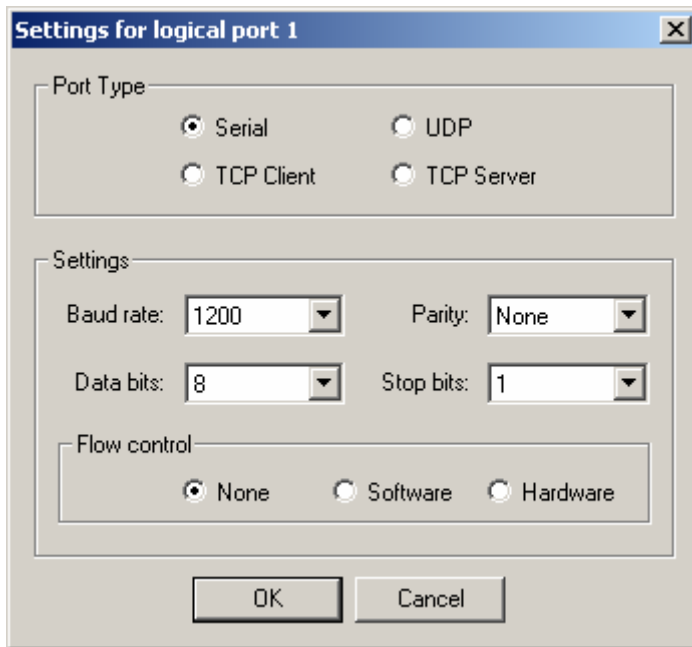 Settings for logical port 1
Port Type
Serial
UDP
TCP Client
TCP Server
Settings
Baud rate: 1200 Parity: None
Data bits: 8 Stop bits: 1
Flow control
None Software Hardware
OK Cancel